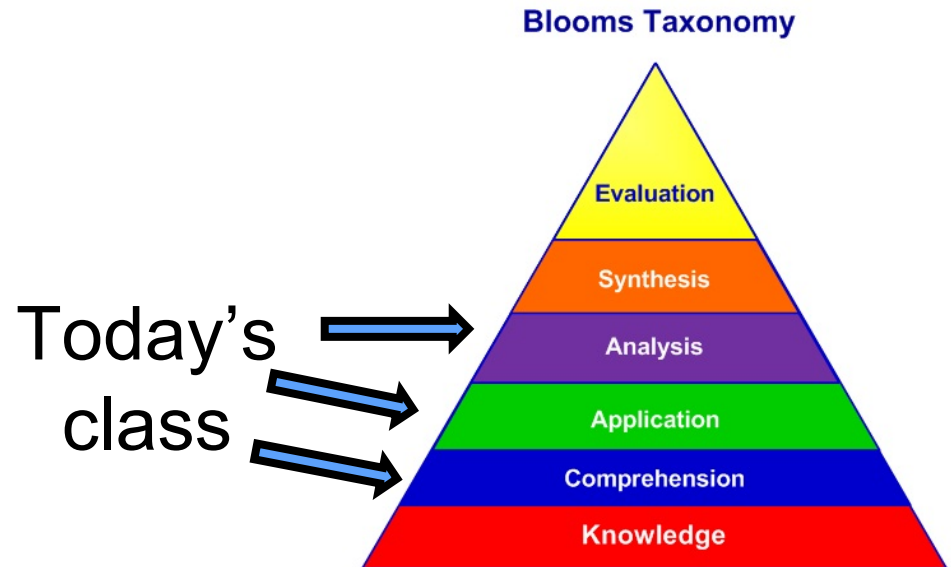 Blooms Taxonomy
Evaluation
Synthesis
Today’s
Analysis
class
Application
Comprehension
Knowledge